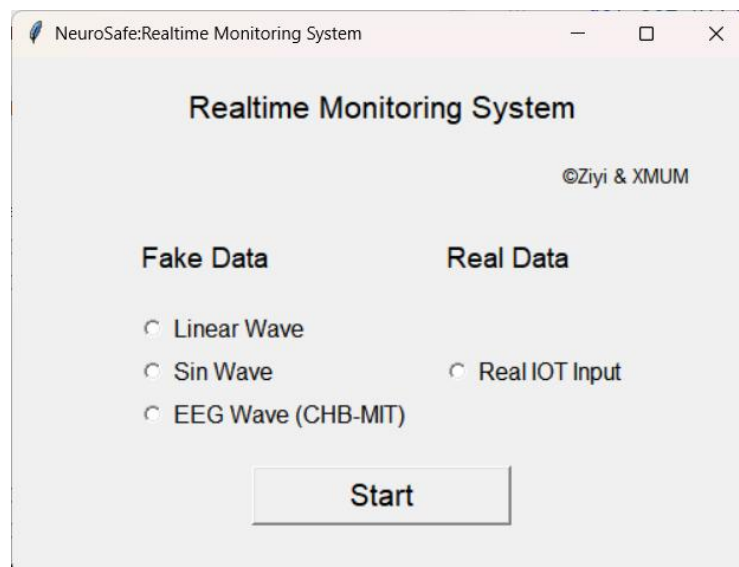 NeuroSafe:Realtime Monitoring System
Realtime Monitoring System
©Ziyi & XMUM
Fake Data
Real Data
Linear Wave
Sin Wave
Real IOT Input
EEG Wave (CHB-MIT)
Start